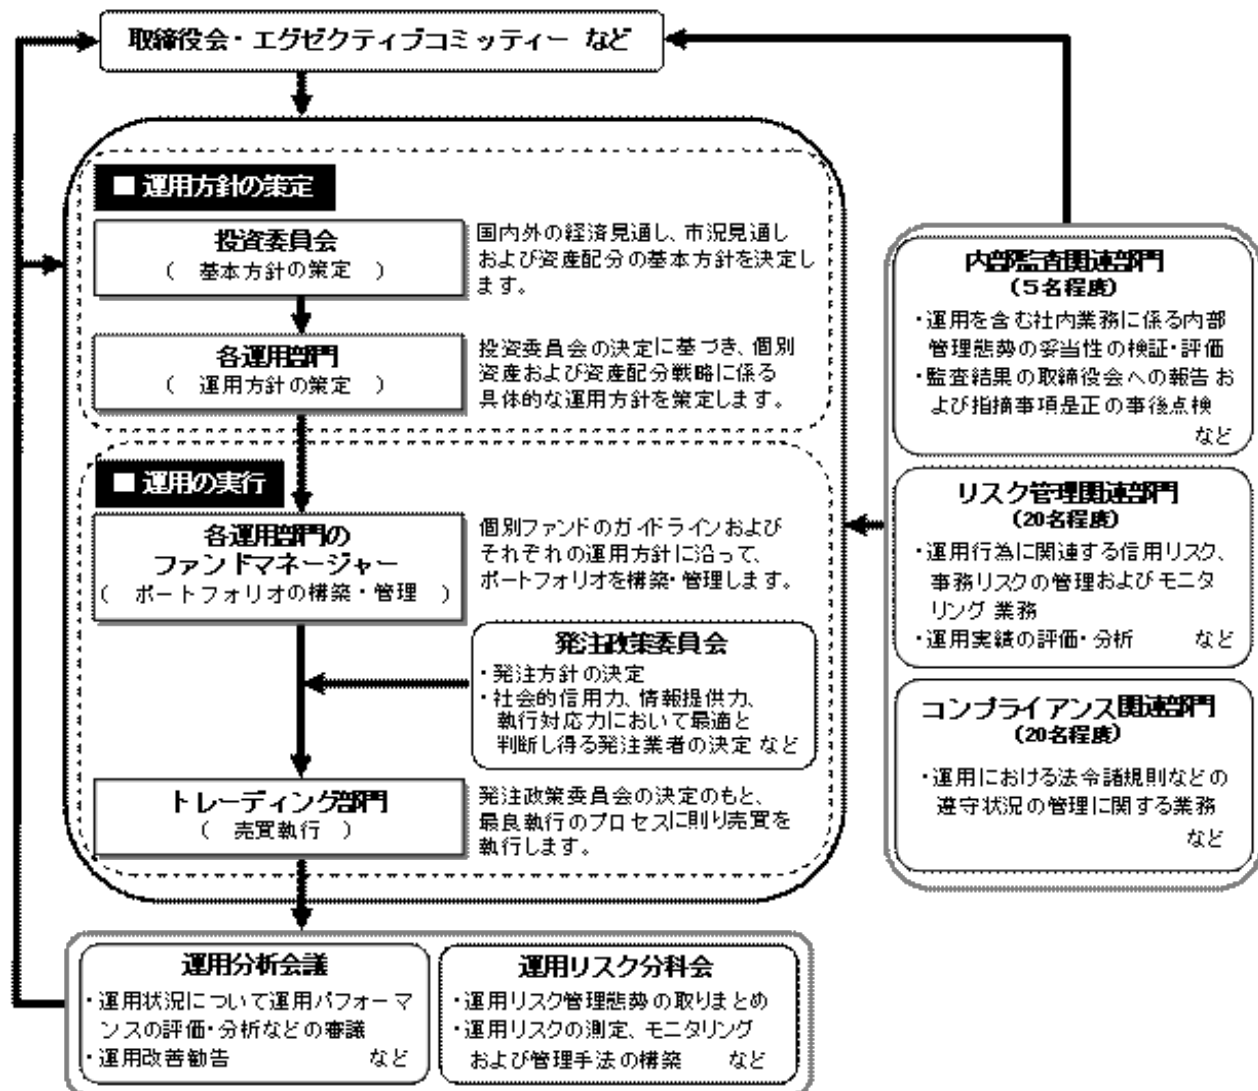 取締役会・エグゼクティブコミッティー など
■ 運用方針の策定
投資委員会
( 基本方針の策定 )
国内外の経済見通し、市況見通し
および資産配分の基本方針を決定し
ます。
各運用部門
( 運用方針の策定 )
投資委員会の決定に基づき、個別
資産および資産配分戦略に係る
具体的な運用方針を策定します。
■ 運用の実行
各運用部門の
ファンドマネージャー
( ポートフォリオの構築・管理 )
個別ファンドのガイドラインおよび
それぞれの運用方針に沿って、
ポートフォリオを構築・管理します。
発注政策委員会
・発注方針の決定
・社会的信用力、情報提供力、
執行対応力において最適と
判断し得る発注業者の決定 など
トレーディング部門
( 売買執行 )
発注政策委員会の決定のもと、
最良執行のプロセスに則り売買を
執行します。
内部監査関連部門
(5名程度)
・運用を含む社内業務に係る内部
管理態勢の妥当性の検証・評価
・監査結果の取締役会への報告 お
よび指摘事項是正の事後点検
など
リスク管理関連部門
(20名程度)
・運用行為に関連する信用リスク、
事務リスクの管理および モニタ
リング 業務
・運用実績の評価・分析 など
コンプライアンス関連部門
(20名程度)
・運用における法令諸規則などの
遵守状況の管理に関する業務
など
運用分析会議
・運用状況について運用パフォーマ
ンスの評価・分析などの審議
・運用改善勧告 など
運用リスク分科会
・運用リスク管理態勢の取りまとめ
・運用リスクの測定、モニタリング
および管理手法の構築 など